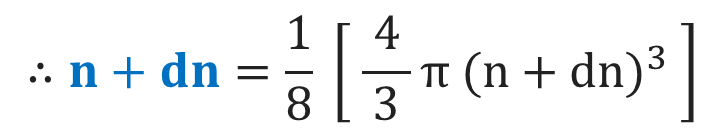 ∴ n + dn = 1/8 [ 4/3 π (n + dn)³ ]